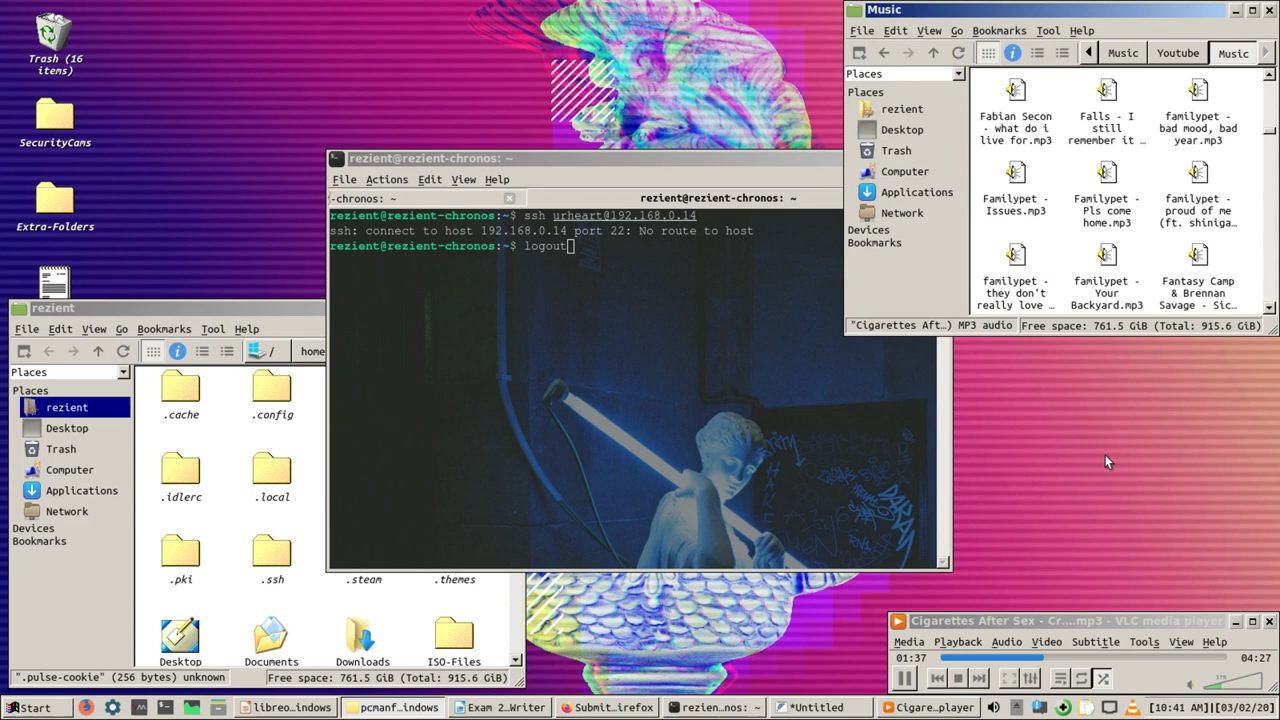 Trash (16
items)
SecurityCams
Extra-Folders
rezient
File Edit View Go Bookmarks Tool Help
/ home
Places
Places
rezient
Desktop
Trash
Computer
Applications
Network
Devices
Bookmarks
.cache
.config
.idlerc
.local
.pki
.ssh
.steam
.themes
Desktop
Documents
Downloads
ISO-Files
".pulse-cookie" (256 bytes) unknown
Free space: 761.5 GiB (Total: 915.6 GiB)
rezient@rezient-chronos: ~
File Actions Edit View Help
-chronos: ~
rezient@rezient-chronos: ~
rezient@rezient-chronos:~$ ssh urheart@192.168.0.14
ssh: connect to host 192.168.0.14 port 22: No route to host
rezient@rezient-chronos:~$ logout
Music
File Edit View Go Bookmarks Tool Help
Music Youtube Music
Places
Places
rezient
Desktop
Trash
Computer
Applications
Network
Devices
Bookmarks
Fabian Secon
- what do i
live for.mp3
Falls - I
still
remember it …
familypet -
bad mood, bad
year.mp3
Familypet -
Issues.mp3
Familypet -
Pls come
home.mp3
familypet -
proud of me
(ft. shiniga…
familypet -
they don't
really love …
familypet -
Your
Backyard.mp3
Fantasy Camp
& Brennan
Savage - Sic…
"Cigarettes Aft…) MP3 audio
Free space: 761.5 GiB (Total: 915.6 GiB)
Cigarettes After Sex - Cr....mp3 - VLC media player
Media Playback Audio Video Subtitle Tools View Help
01:37
04:27
37%
Start
libreo…indows
pcmanf…indows
Exam 2…Writer
Submit…irefox
rezien…nos: ~
*Untitled
Cigare…player
10:41 AM|03/02/20